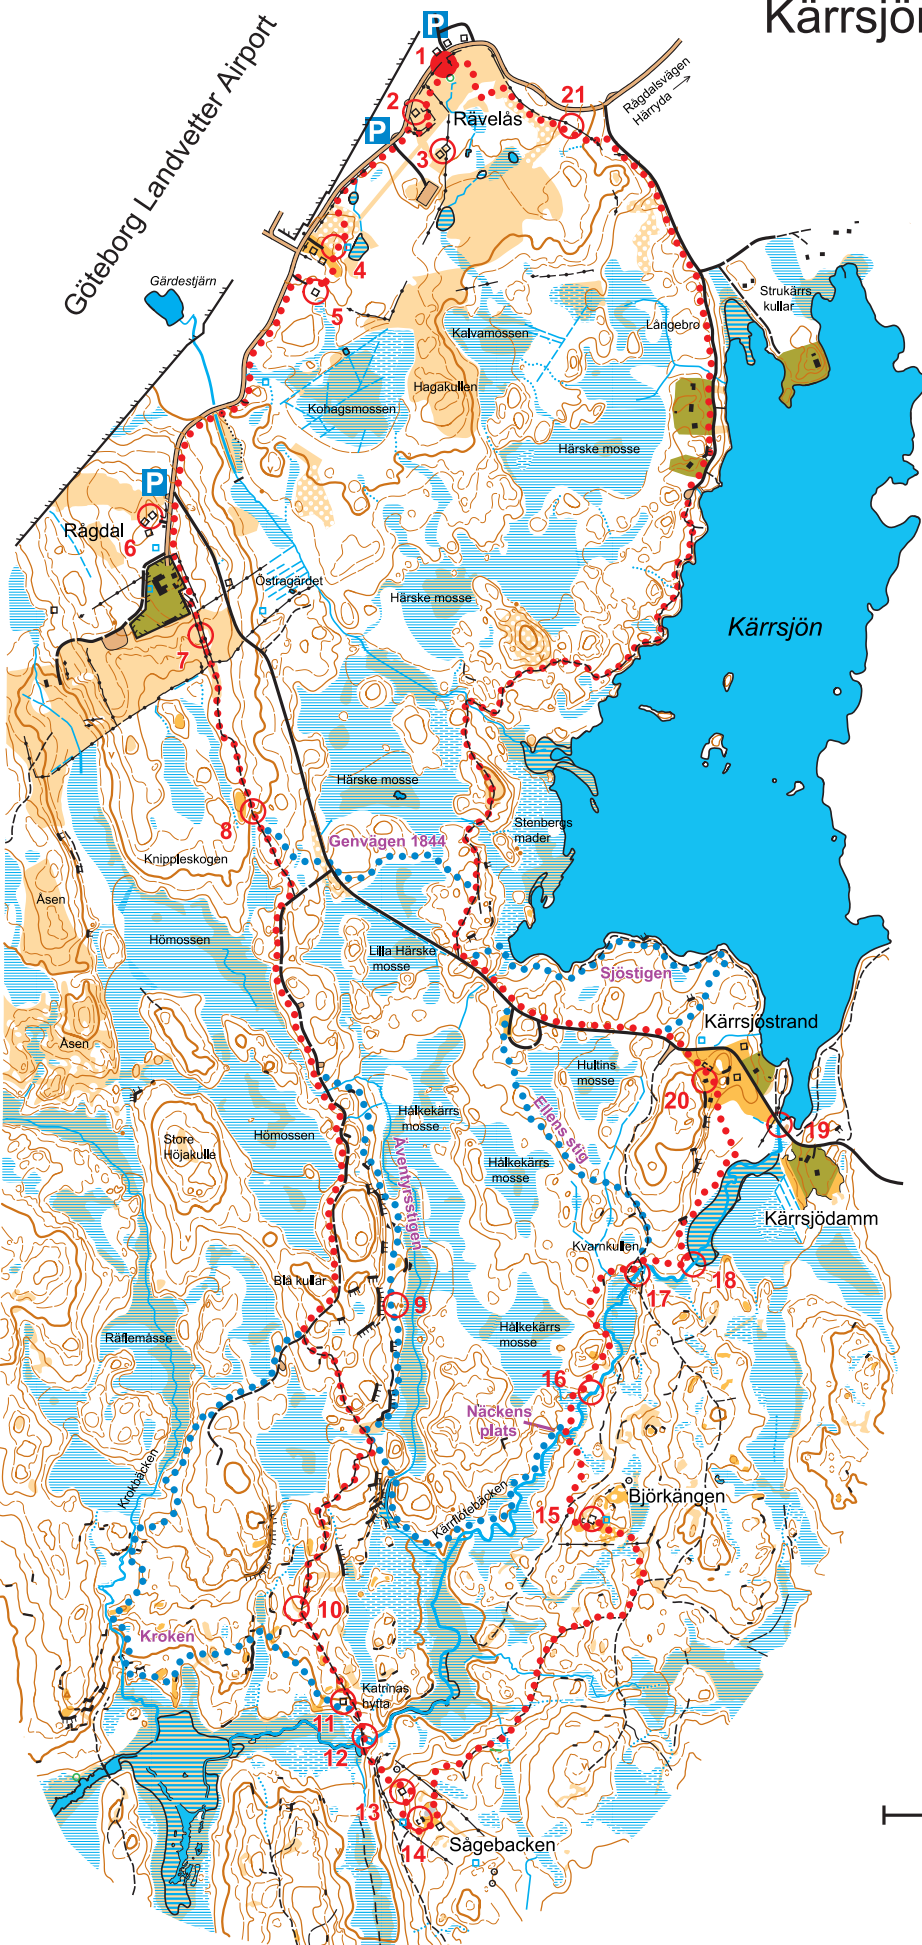 Kärrsjön
P
1
21
Rågdalsvägen
Härryda
Göteborg Landvetter Airport
2
Rävelås
P
3
4
Gärdestjärn
5
Strukärrs
kullar
Långebro
Kalvamossen
Hagakullen
Kohagsmossen
Härske mosse
P
Rågdal
6
Östragärdet
Härske mosse
7
Kärrsjön
Härske mosse
8
Genvägen 1844
Stenbergs
mader
Knippleskogen
Åsen
Hömossen
Lilla Härske
mosse
Sjöstigen
Åsen
Kärrsjöstrand
Hultins
mosse
20
Hålkekärrs
mosse
Ellens stig
19
Hömossen
Store
Höjakulle
Äventyrsstigen
Hålkekärrs
mosse
Kärrsjödamm
Kvarnkullen
18
17
Blå kullar
9
Räflemåsse
Hålkekärrs
mosse
16
Näckens
plats
Krokbäcken
Kärrflotebäcken
Björkängen
15
10
Kroken
Katrinas
hytta
11
12
13
14
Sågebacken